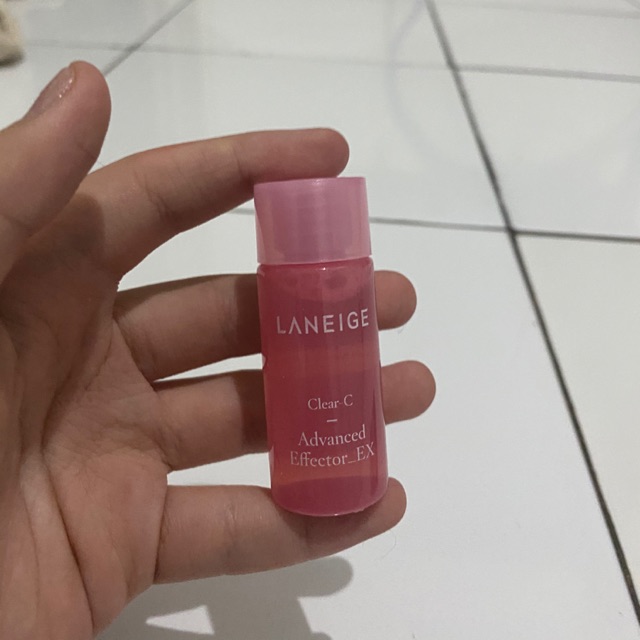 LANEIGE
Clear-C
Advanced
Effector_EX